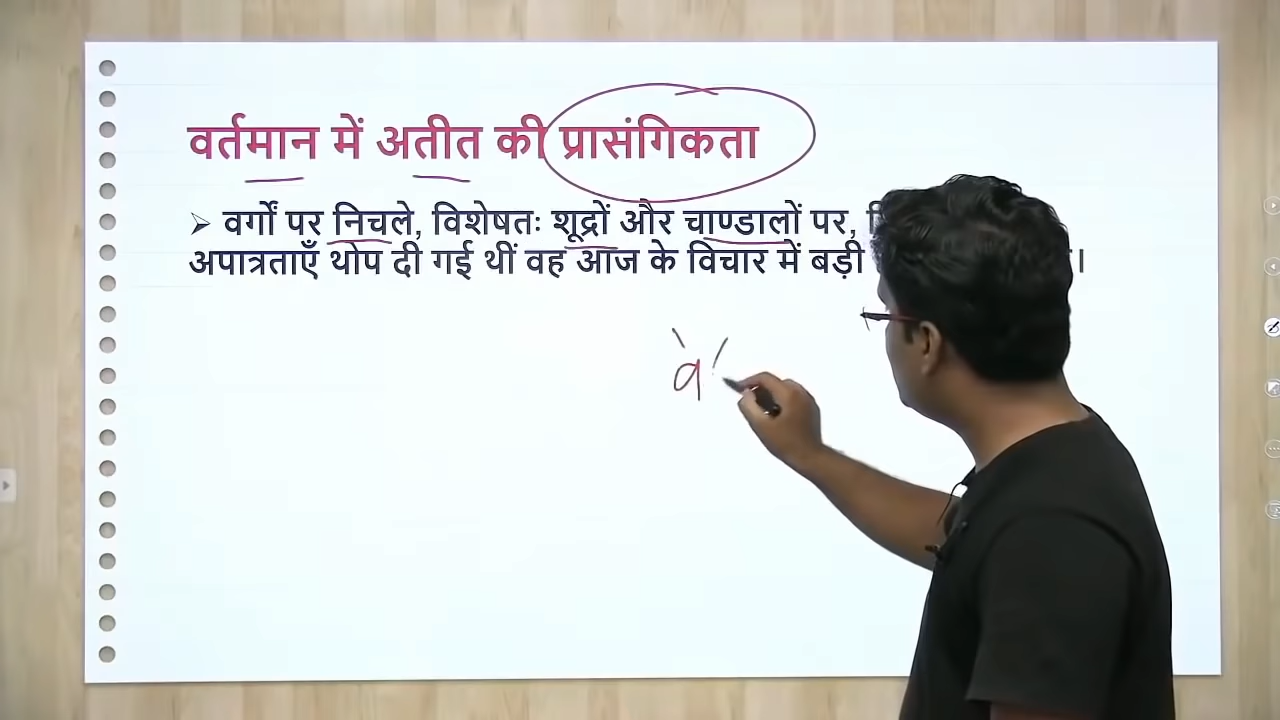 वर्तमान में अतीत की प्रासंगिकता
➢ वर्गों पर निचले, विशेषतः शूद्रों और चाण्डालों पर,
अपात्रताएँ थोप दी गई थीं वह आज के विचार में बड़ी